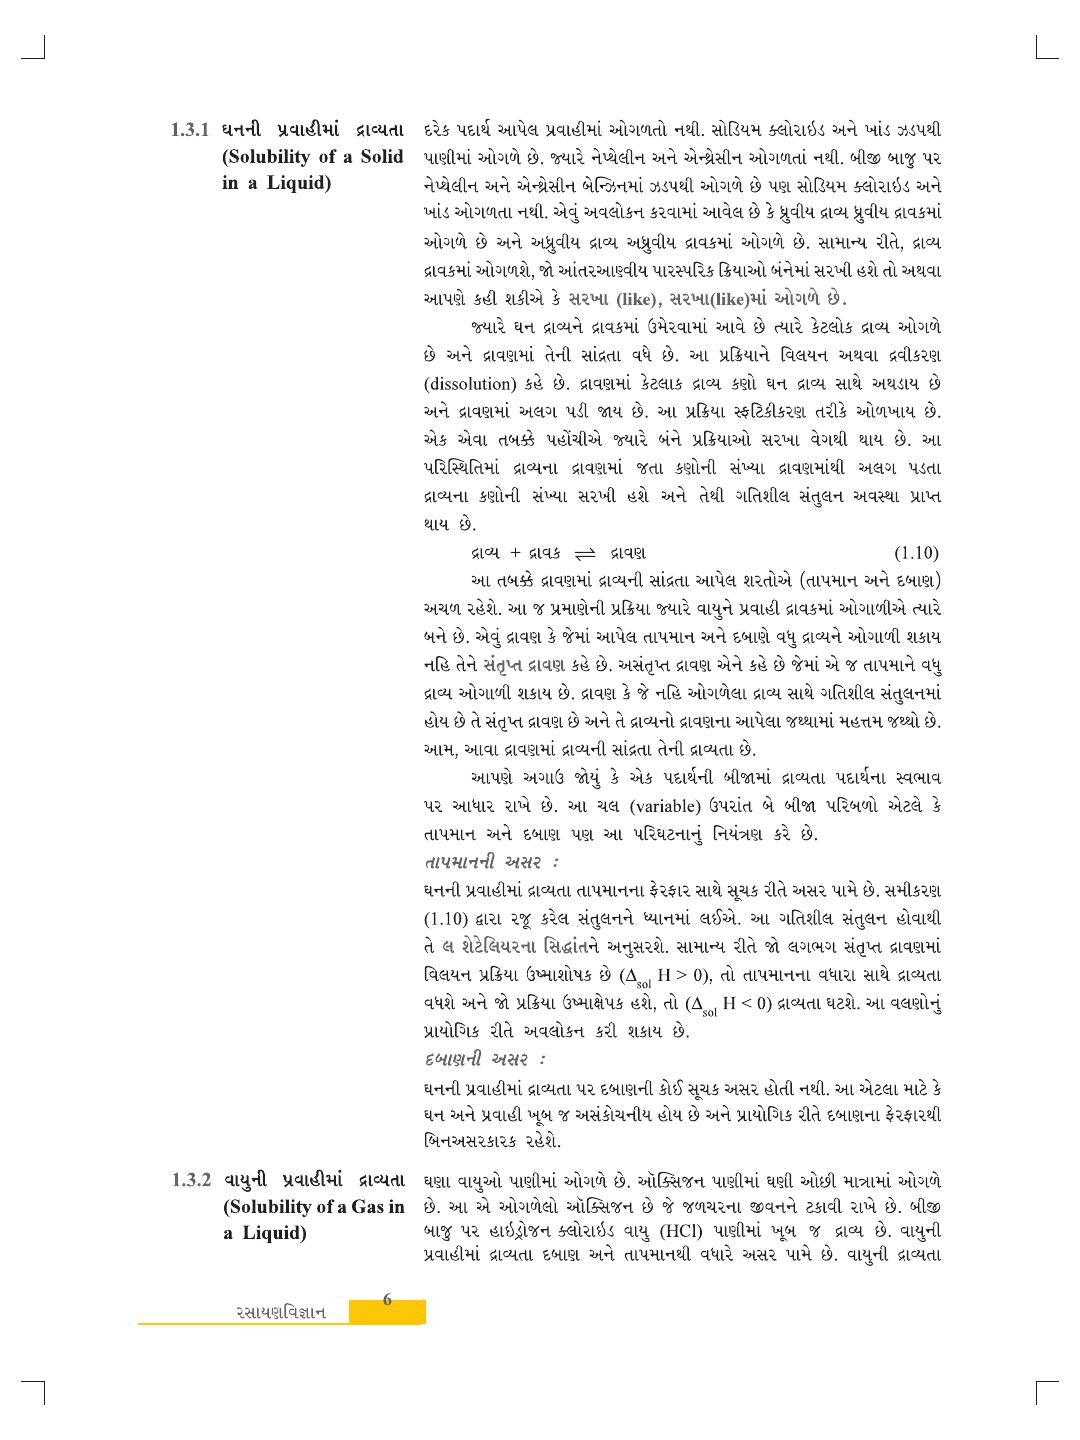 1.3.1 ઘનની પ્રવાહીમાં દ્રાવ્યતા
(Solubility of a Solid
in a Liquid)
દરેક પદાર્થ આપેલ પ્રવાહીમાં ઓગળતો નથી. સોડિયમ ક્લોરાઇડ અને ખાંડ ઝડપથી
પાણીમાં ઓગળે છે. જ્યારે નેપ્થેલીન અને એન્થ્રેસીન ઓગળતાં નથી. બીજી બાજુ પર
નેપ્થેલીન અને એન્થ્રેસીન બેન્ઝિનમાં ઝડપથી ઓગળે છે પણ સોડિયમ ક્લોરાઇડ અને
ખાંડ ઓગળતા નથી. એવું અવલોકન કરવામાં આવેલ છે કે ધ્રુવીય દ્રાવ્ય ધ્રુવીય દ્રાવકમાં
ઓગળે છે અને અધ્રુવીય દ્રાવ્ય અધ્રુવીય દ્રાવકમાં ઓગળે છે. સામાન્ય રીતે, દ્રાવ્ય
દ્રાવકમાં ઓગળશે, જો આંતરઆણ્વીય પારસ્પરિક ક્રિયાઓ બંનેમાં સરખી હશે તો અથવા
આપણે કહી શકીએ કે સરખા (like), સરખા(like)માં ઓગળે છે.
જ્યારે ઘન દ્રાવ્યને દ્રાવકમાં ઉમેરવામાં આવે છે ત્યારે કેટલોક દ્રાવ્ય ઓગળે
છે અને દ્રાવણમાં તેની સાંદ્રતા વધે છે. આ પ્રક્રિયાને વિલયન અથવા દ્રવીકરણ
(dissolution) કહે છે. દ્રાવણમાં કેટલાક દ્રાવ્ય કણો ઘન દ્રાવ્ય સાથે અથડાય છે
અને દ્રાવણમાં અલગ પડી જાય છે. આ પ્રક્રિયા સ્ફટિકીકરણ તરીકે ઓળખાય છે.
એક એવા તબક્કે પહોંચીએ જ્યારે બંને પ્રક્રિયાઓ સરખા વેગથી થાય છે. આ
પરિસ્થિતિમાં દ્રાવ્યના દ્રાવણમાં જતા કણોની સંખ્યા દ્રાવણમાંથી અલગ પડતા
દ્રાવ્યના કણોની સંખ્યા સરખી હશે અને તેથી ગતિશીલ સંતુલન અવસ્થા પ્રાપ્ત
થાય છે.
દ્રાવ્ય + દ્રાવક ⇌ દ્રાવણ (1.10)
આ તબક્કે દ્રાવણમાં દ્રાવ્યની સાંદ્રતા આપેલ શરતોએ (તાપમાન અને દબાણ)
અચળ રહેશે. આ જ પ્રમાણેની પ્રક્રિયા જ્યારે વાયુને પ્રવાહી દ્રાવકમાં ઓગાળીએ ત્યારે
બને છે. એવું દ્રાવણ કે જેમાં આપેલ તાપમાન અને દબાણે વધુ દ્રાવ્યને ઓગાળી શકાય
નહિ તેને સંતૃપ્ત દ્રાવણ કહે છે. અસંતૃપ્ત દ્રાવણ એને કહે છે જેમાં એ જ તાપમાને વધુ
દ્રાવ્ય ઓગાળી શકાય છે. દ્રાવણ કે જે નહિ ઓગળેલા દ્રાવ્ય સાથે ગતિશીલ સંતુલનમાં
હોય છે તે સંતૃપ્ત દ્રાવણ છે અને તે દ્રાવ્યનો દ્રાવણના આપેલા જથ્થામાં મહત્તમ જથ્થો છે.
આમ, આવા દ્રાવણમાં દ્રાવ્યની સાંદ્રતા તેની દ્રાવ્યતા છે.
આપણે અગાઉ જોયું કે એક પદાર્થની બીજામાં દ્રાવ્યતા પદાર્થના સ્વભાવ
પર આધાર રાખે છે. આ ચલ (variable) ઉપરાંત બે બીજા પરિબળો એટલે કે
તાપમાન અને દબાણ પણ આ પરિઘટનાનું નિયંત્રણ કરે છે.
તાપમાનની અસર :
ઘનની પ્રવાહીમાં દ્રાવ્યતા તાપમાનના ફેરફાર સાથે સૂચક રીતે અસર પામે છે. સમીકરણ
(1.10) દ્વારા રજૂ કરેલ સંતુલનને ધ્યાનમાં લઈએ. આ ગતિશીલ સંતુલન હોવાથી
તે લ શેટેલિયરના સિદ્ધાંતને અનુસરશે. સામાન્ય રીતે જો લગભગ સંતૃપ્ત દ્રાવણમાં
વિલયન પ્રક્રિયા ઉષ્માશોષક છે (Δsol H > 0), તો તાપમાનના વધારા સાથે દ્રાવ્યતા
વધશે અને જો પ્રક્રિયા ઉષ્માક્ષેપક હશે, તો (Δsol H < 0) દ્રાવ્યતા ઘટશે. આ વલણોનું
પ્રાયોગિક રીતે અવલોકન કરી શકાય છે.
દબાણની અસર :
ઘનની પ્રવાહીમાં દ્રાવ્યતા પર દબાણની કોઈ સૂચક અસર હોતી નથી. આ એટલા માટે કે
ઘન અને પ્રવાહી ખૂબ જ અસંકોચનીય હોય છે અને પ્રાયોગિક રીતે દબાણના ફેરફારથી
બિનઅસરકારક રહેશે.
1.3.2 વાયુની પ્રવાહીમાં દ્રાવ્યતા
(Solubility of a Gas in
a Liquid)
ઘણા વાયુઓ પાણીમાં ઓગળે છે. ઑક્સિજન પાણીમાં ઘણી ઓછી માત્રામાં ઓગળે
છે. આ એ ઓગળેલો ઑક્સિજન છે જે જળચરના જીવનને ટકાવી રાખે છે. બીજી
બાજુ પર હાઇડ્રોજન ક્લોરાઇડ વાયુ (HCl) પાણીમાં ખૂબ જ દ્રાવ્ય છે. વાયુની
પ્રવાહીમાં દ્રાવ્યતા દબાણ અને તાપમાનથી વધારે અસર પામે છે. વાયુની દ્રાવ્યતા
રસાયણવિજ્ઞાન 6